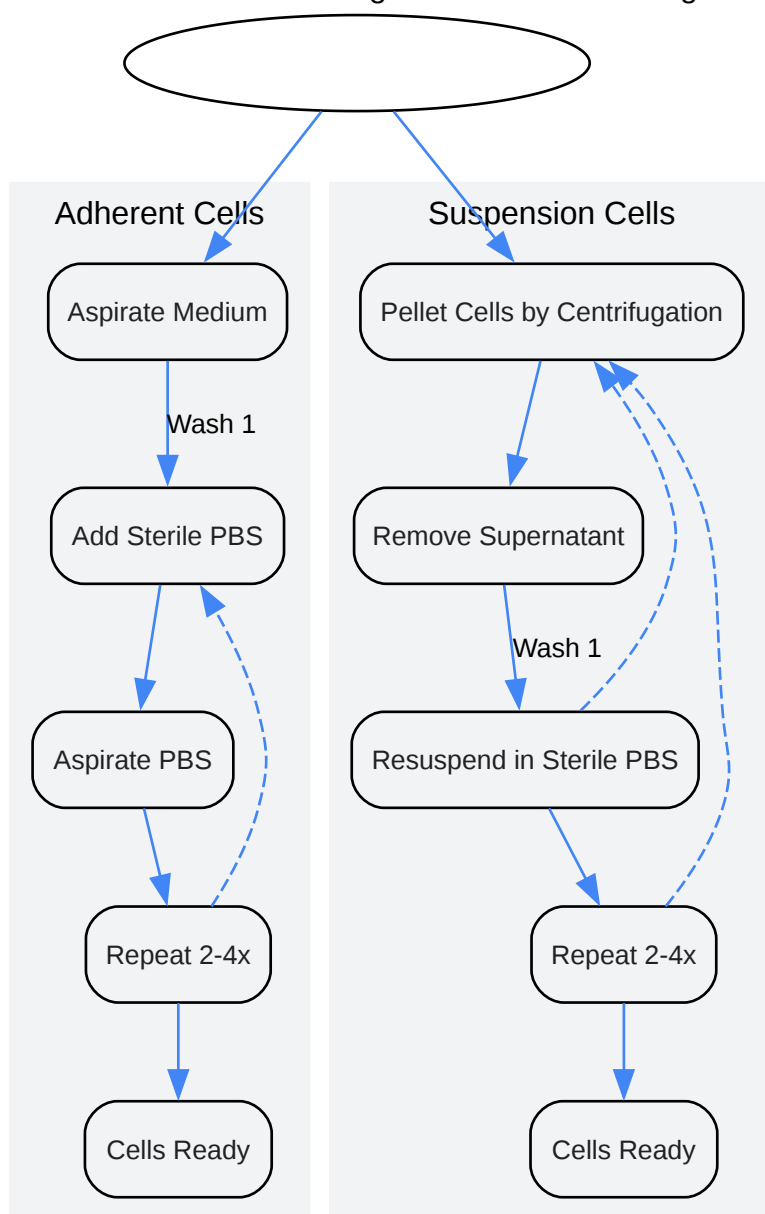 Adherent Cells
Aspirate Medium
Wash 1
Add Sterile PBS
Aspirate PBS
Repeat 2-4x
Cells Ready
Suspension Cells
Pellet Cells by Centrifugation
Remove Supernatant
Wash 1
Resuspend in Sterile PBS
Repeat 2-4x
Cells Ready